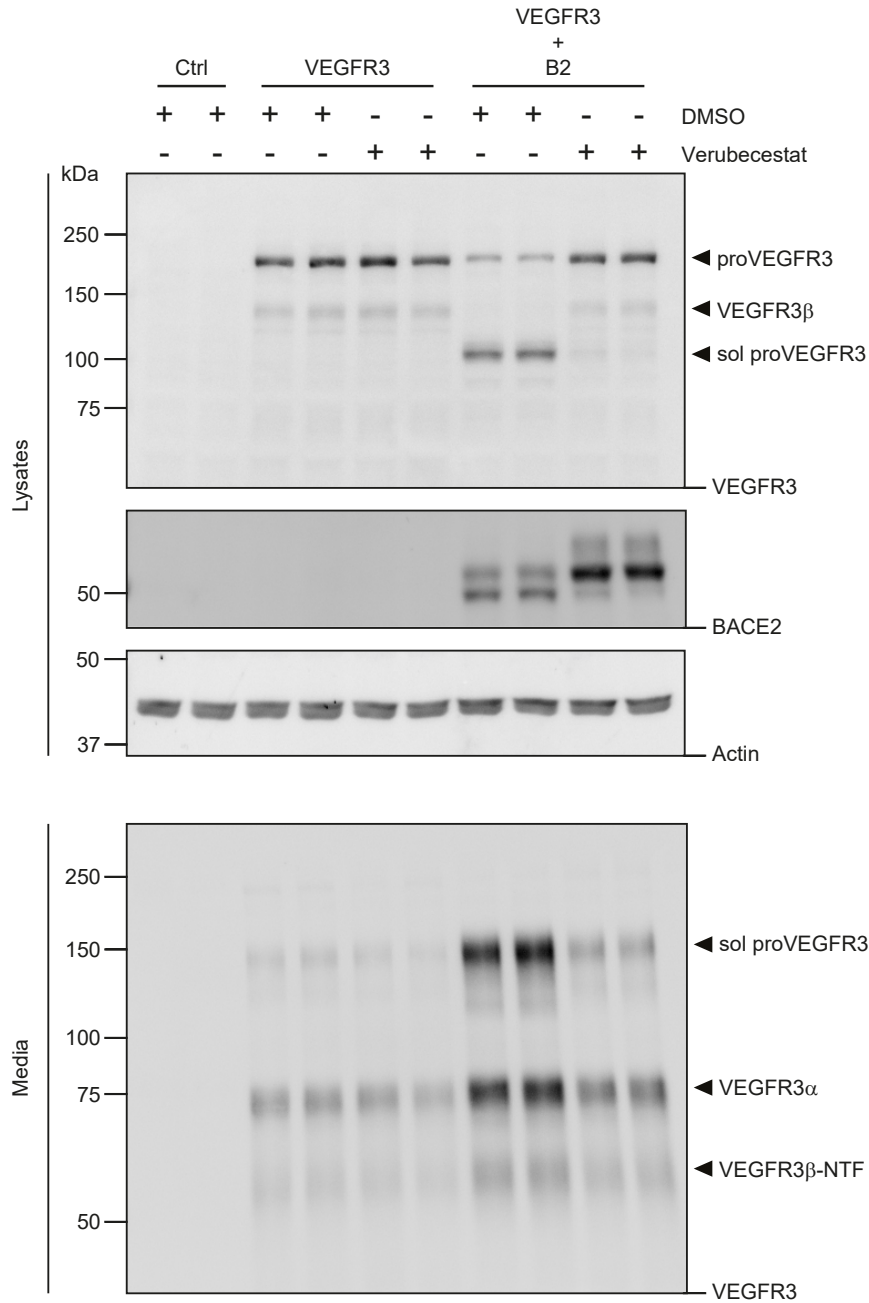 VEGFR3
+
B2
Ctrl
VEGFR3
+ + + + - - + + - - DMSO
- - - - + + - - + + Verubecestat
kDa
250
proVEGFR3
150
VEGFR3β
100
sol proVEGFR3
75
Lysates
VEGFR3
50
BACE2
50
37
Actin
250
150
sol proVEGFR3
100
Media
75
VEGFR3α
VEGFR3β-NTF
50
VEGFR3